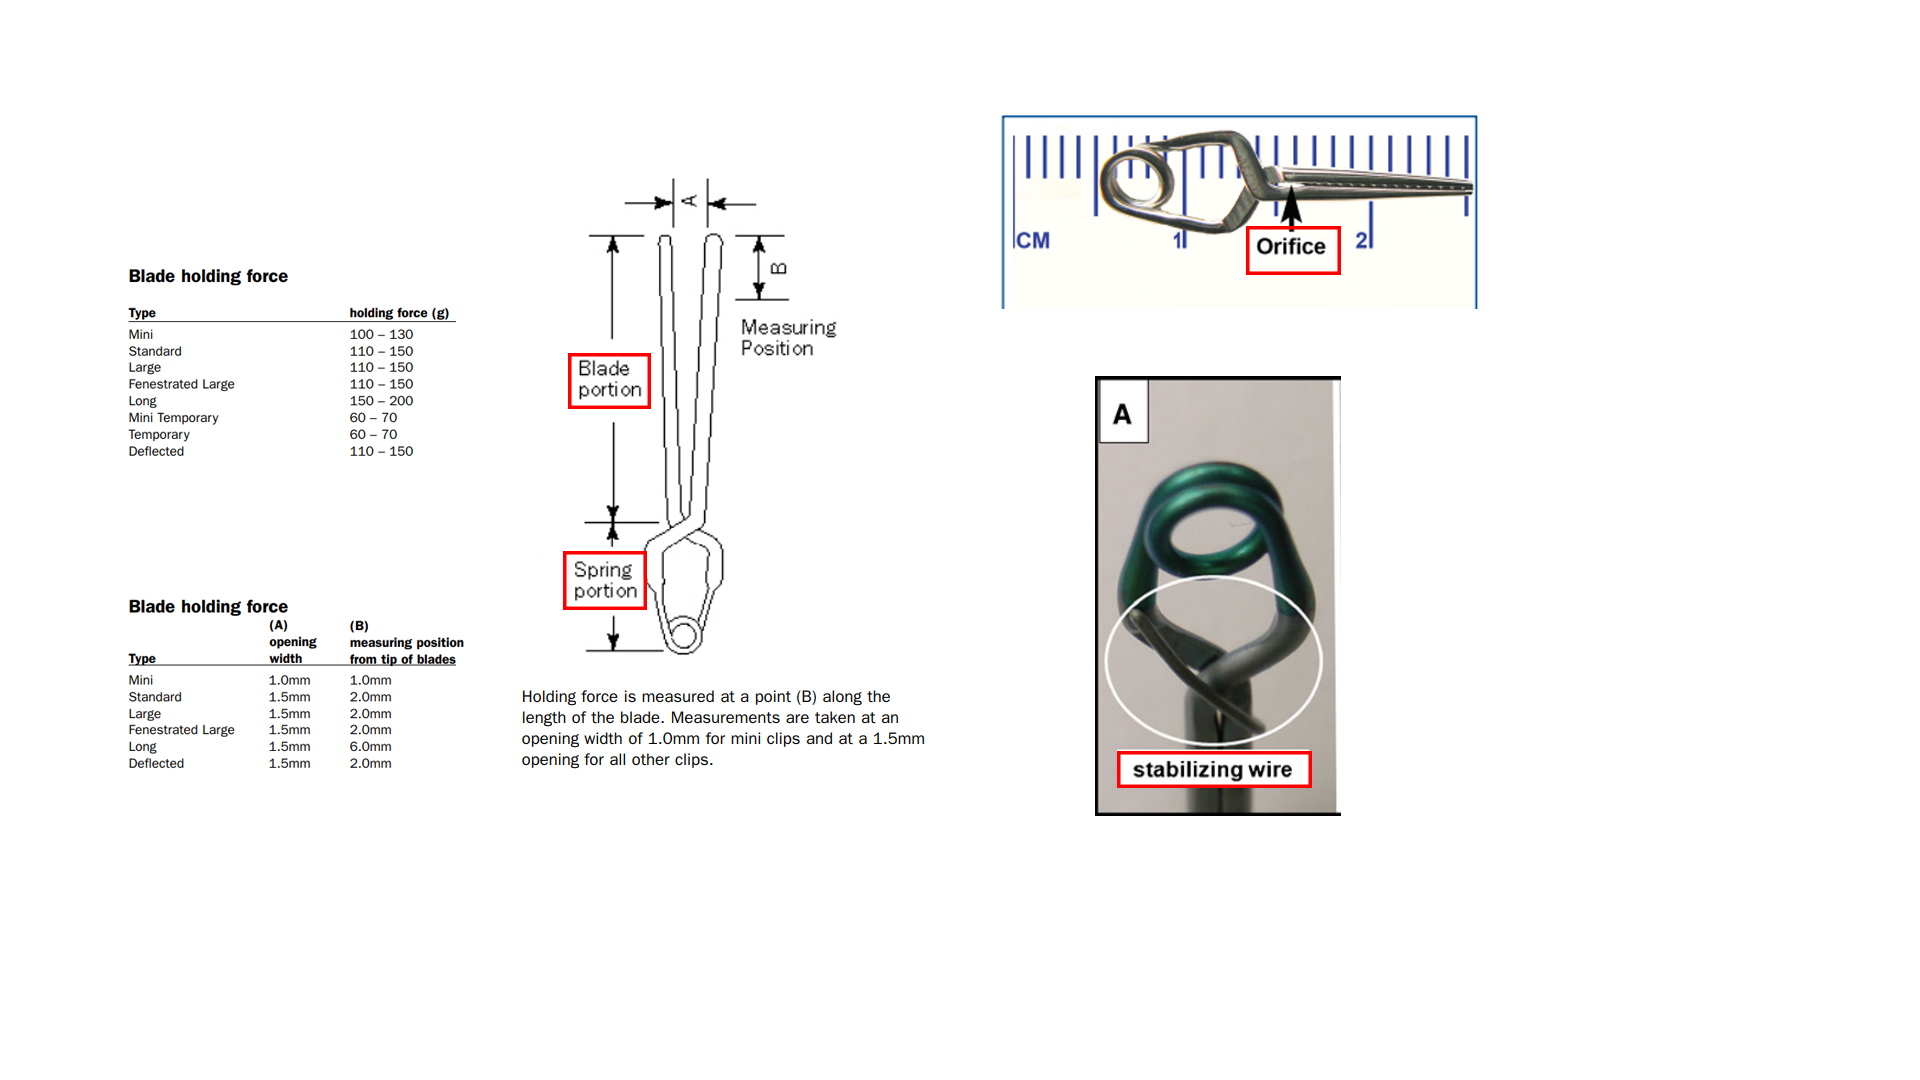 Blade holding force
Type holding force (g)
Mini 100 – 130
Standard 110 – 150
Large 110 – 150
Fenestrated Large 110 – 150
Long 150 – 200
Mini Temporary 60 – 70
Temporary 60 – 70
Deflected 110 – 150
Blade holding force
(A) (B)
opening measuring position
Type width from tip of blades
Mini 1.0mm 1.0mm
Standard 1.5mm 2.0mm
Large 1.5mm 2.0mm
Fenestrated Large 1.5mm 2.0mm
Long 1.5mm 6.0mm
Deflected 1.5mm 2.0mm
A
B
Measuring
Position
Blade
portion
Spring
portion
Holding force is measured at a point (B) along the
length of the blade. Measurements are taken at an
opening width of 1.0mm for mini clips and at a 1.5mm
opening for all other clips.
CM 1 Orifice 2
A
stabilizing wire